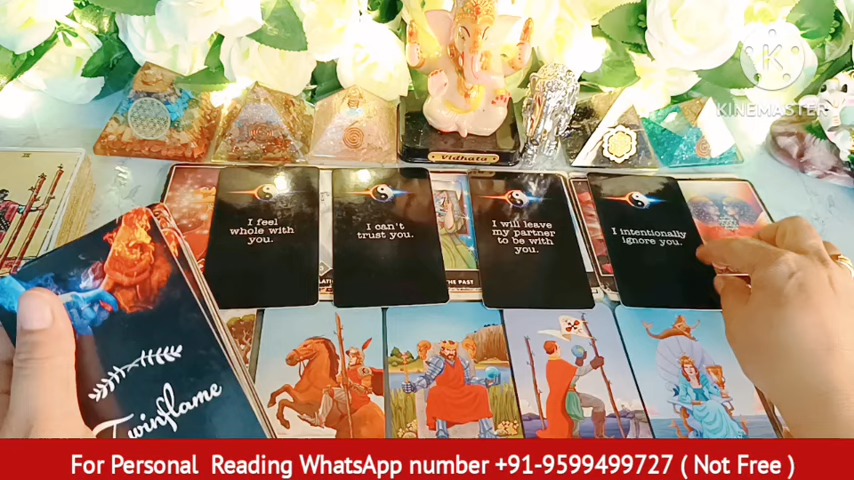 K
KINEMASTER
Vidhata
I feel
whole with
you.
I can't
trust you.
I will leave
my partner
to be with
you.
I intentionally
ignore you.
THE PAST
Twinflame
For Personal Reading WhatsApp number +91-9599499727 ( Not Free )